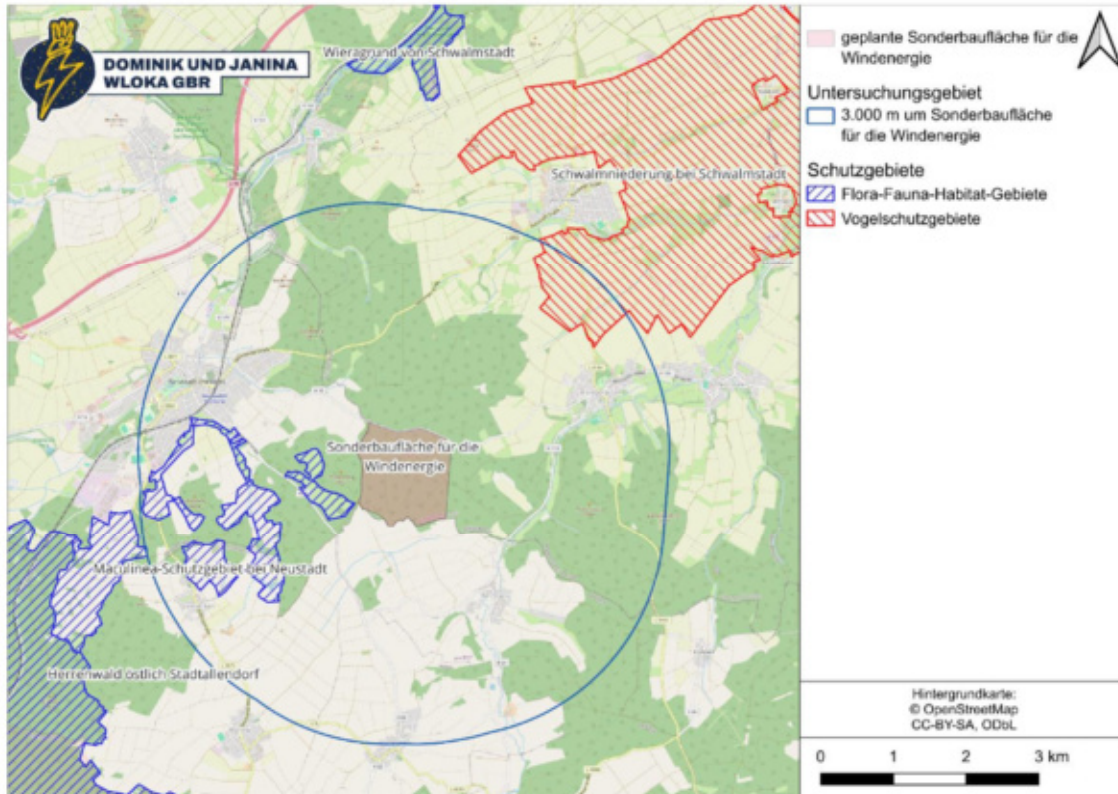 DOMINIK UND JANINA
WLOKA GBR
Wieragrund von Schwalmstadt
Schwalmniederung bei Schwalmstadt
Sonderbaufläche für die
Windenergie
Maculinea-Schutzgebiet bei Neustadt
Herrenwald östlich Stadtallendorf
geplante Sonderbaufläche für die
Windenergie
Untersuchungsgebiet
3.000 m um Sonderbaufläche
für die Windenergie
Schutzgebiete
Flora-Fauna-Habitat-Gebiete
Vogelschutzgebiete
Hintergrundkarte:
© OpenStreetMap
CC-BY-SA, ODbL
0 1 2 3 km